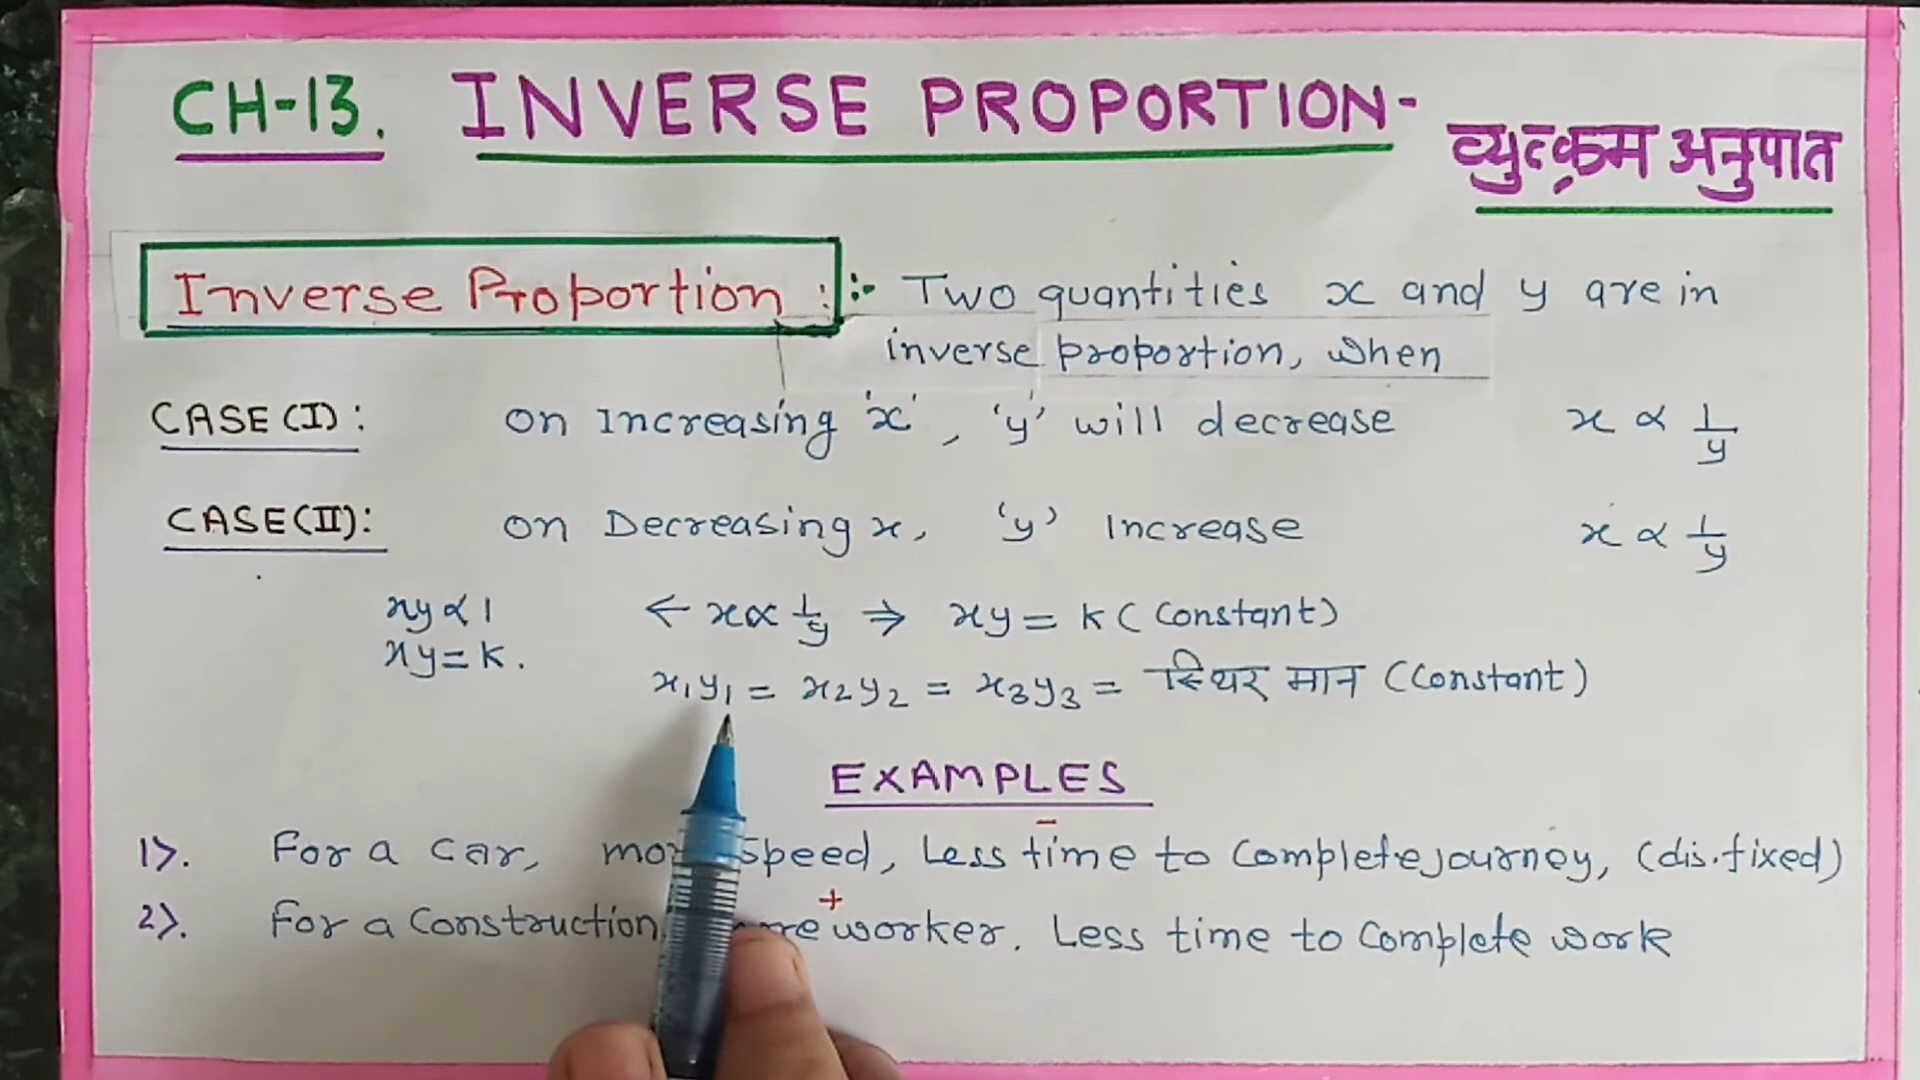 CH-13. INVERSE PROPORTION-
व्युत्क्रम अनुपात
Inverse Proportion : :- Two quantities x and y are in
inverse proportion, when
CASE (I) : on Increasing 'x', 'y' will decrease x ∝ 1/y
CASE (II) : on Decreasing x, 'y' Increase x ∝ 1/y
xy ∝ 1 ← x ∝ 1/y ⇒ xy = k (Constant)
xy = k.
x₁y₁ = x₂y₂ = x₃y₃ = स्थिर मान (Constant)
EXAMPLES
1>. For a car, speed, Less time to Complete journey, (dis. fixed)
2>. For a Construction, worker. Less time to Complete work